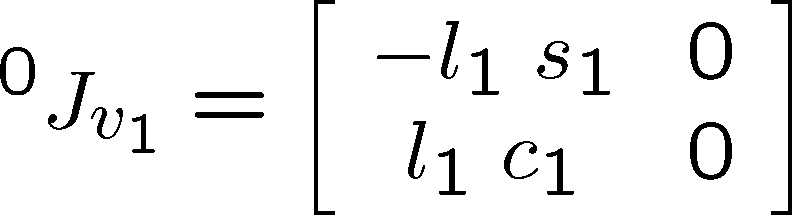 ⁰J_{v₁} = [ −l₁ s₁ 0
l₁ c₁ 0 ]